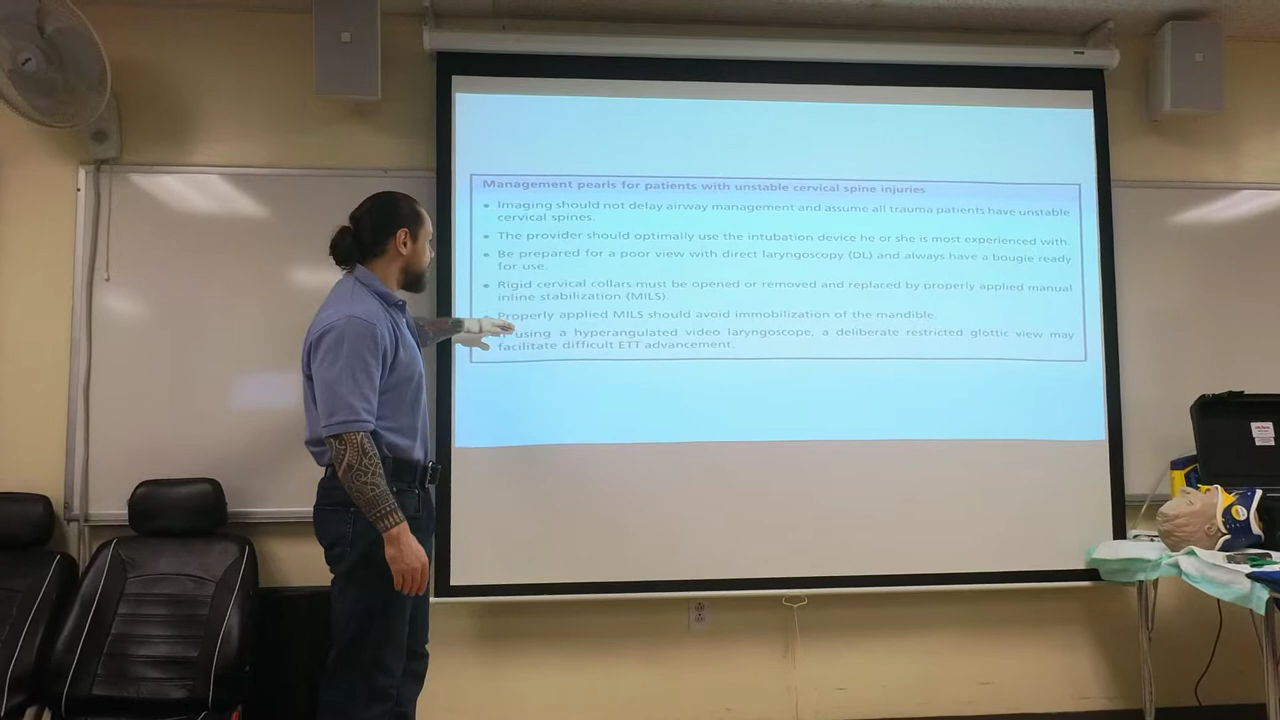 Management pearls for patients with unstable cervical spine injuries
• Imaging should not delay airway management and assume all trauma patients have unstable
cervical spines.
• The provider should optimally use the intubation device he or she is most experienced with.
• Be prepared for a poor view with direct laryngoscopy (DL) and always have a bougie ready
for use.
• Rigid cervical collars must be opened or removed and replaced by properly applied manual
inline stabilization (MILS).
Properly applied MILS should avoid immobilization of the mandible.
using a hyperangulated video laryngoscope, a deliberate restricted glottic view may
facilitate difficult ETT advancement.